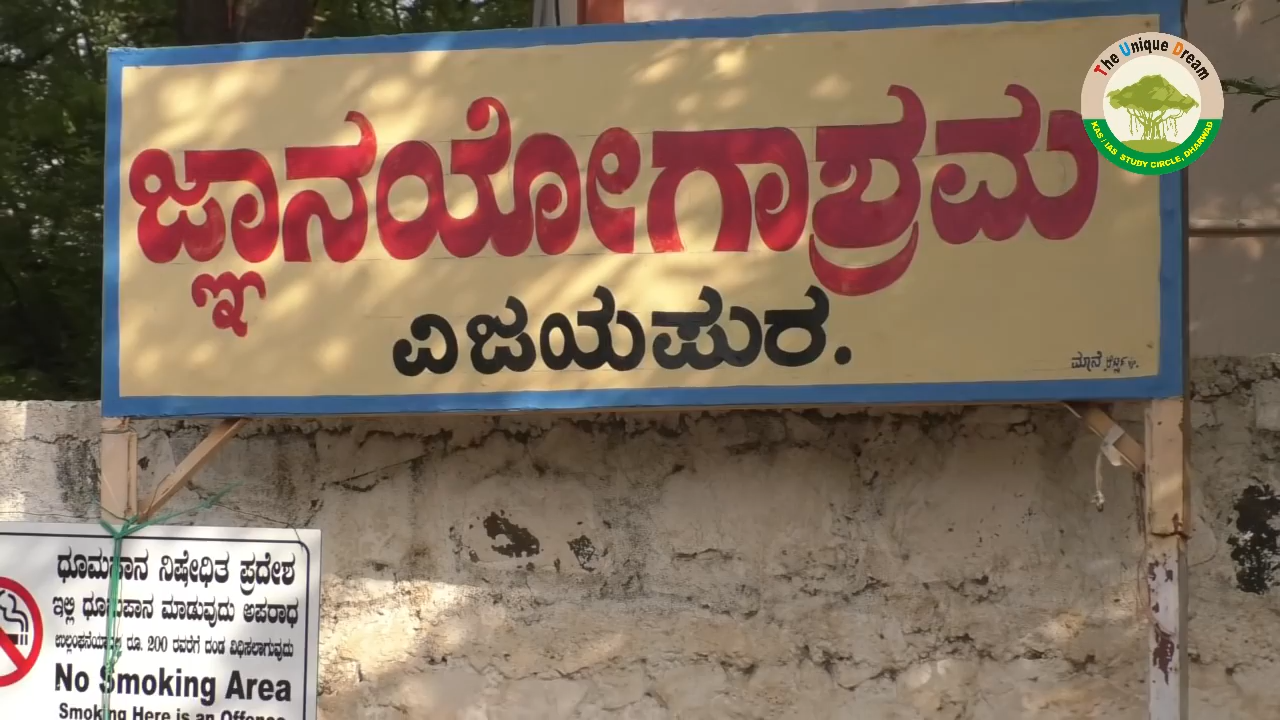 ಜ್ಞಾನಯೋಗಾಶ್ರಮ
ವಿಜಯಪುರ.
The Unique Dream
KAS / IAS STUDY CIRCLE, DHARWAD
ಧೂಮಪಾನ ನಿಷೇಧಿತ ಪ್ರದೇಶ
ಇಲ್ಲಿ ಧೂಮಪಾನ ಮಾಡುವುದು ಅಪರಾಧ
ರೂ. 200 ರವರೆಗೆ ದಂಡ ವಿಧಿಸಲಾಗುವುದು
No Smoking Area
Smoking Here is an Offence